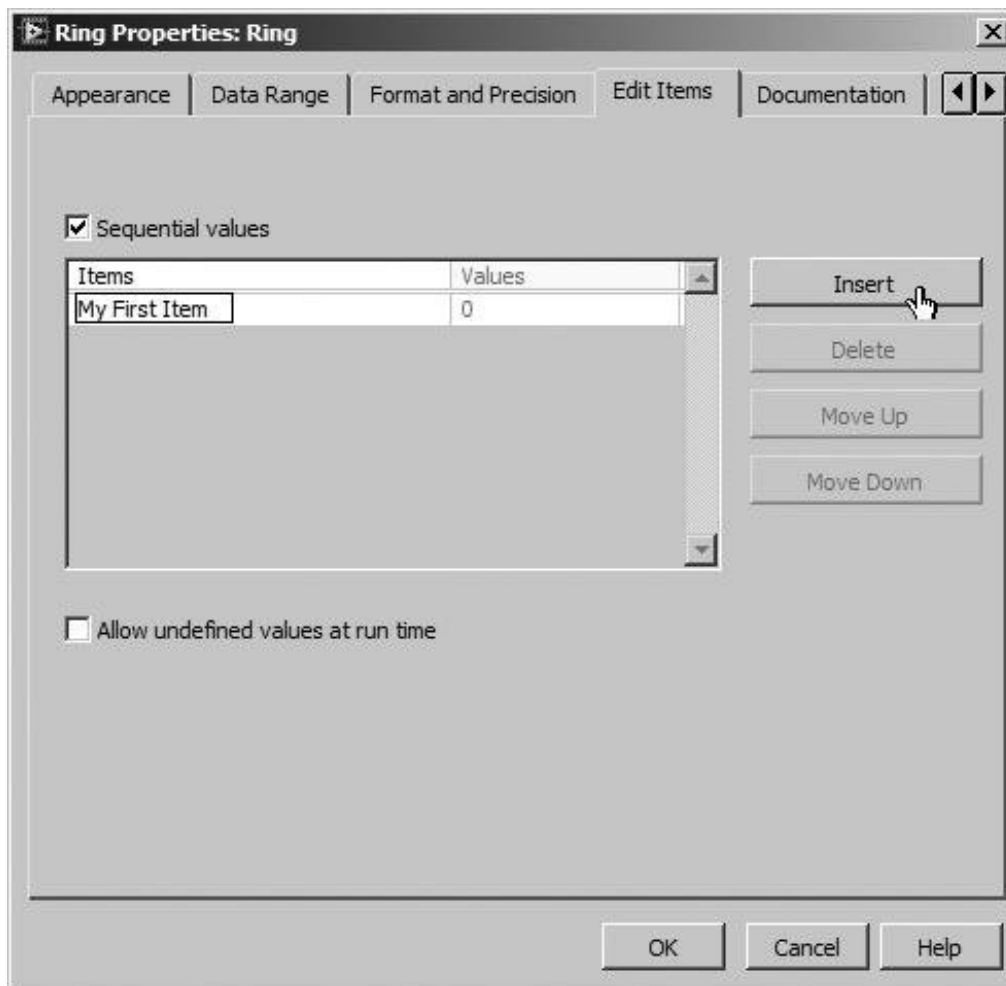 Ring Properties: Ring
Appearance Data Range Format and Precision Edit Items Documentation
Sequential values
Items Values
My First Item 0
Insert
Delete
Move Up
Move Down
Allow undefined values at run time
OK Cancel Help